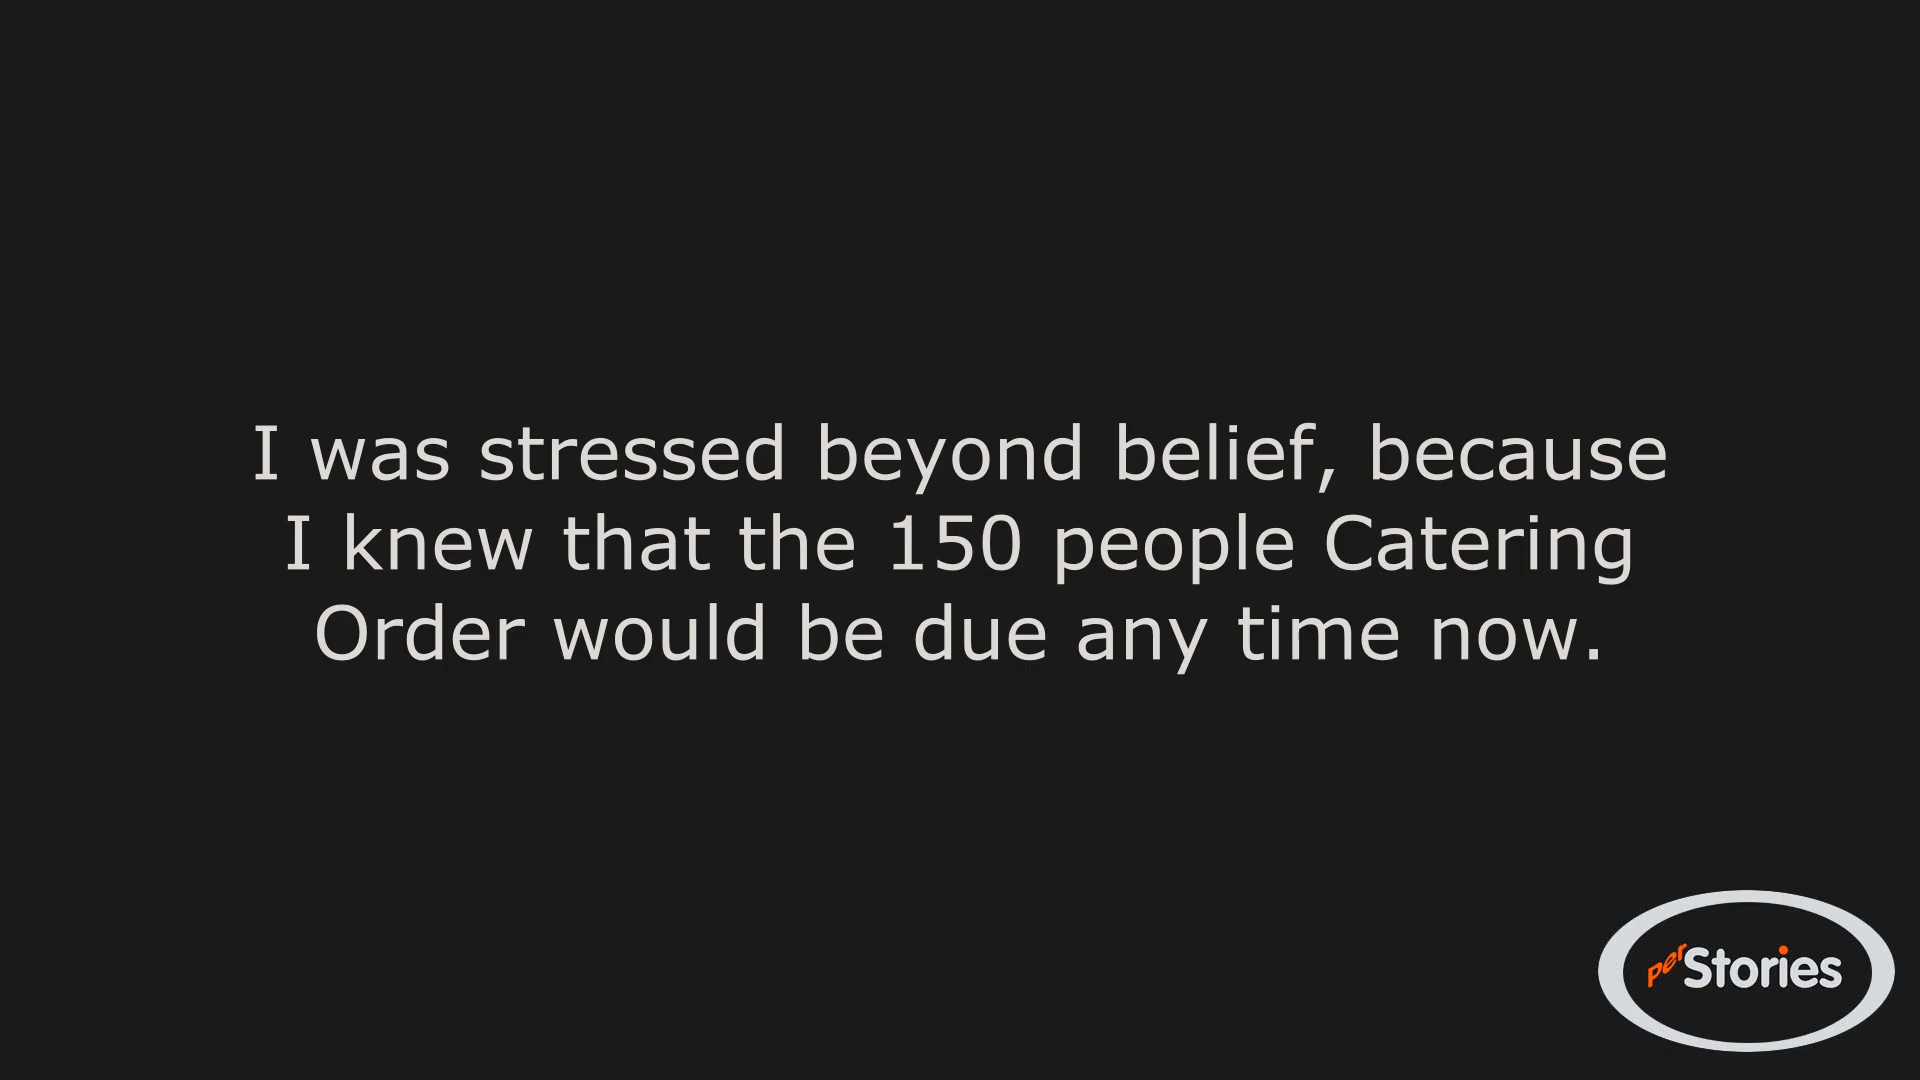 I was stressed beyond belief, because
I knew that the 150 people Catering
Order would be due any time now.
perStories